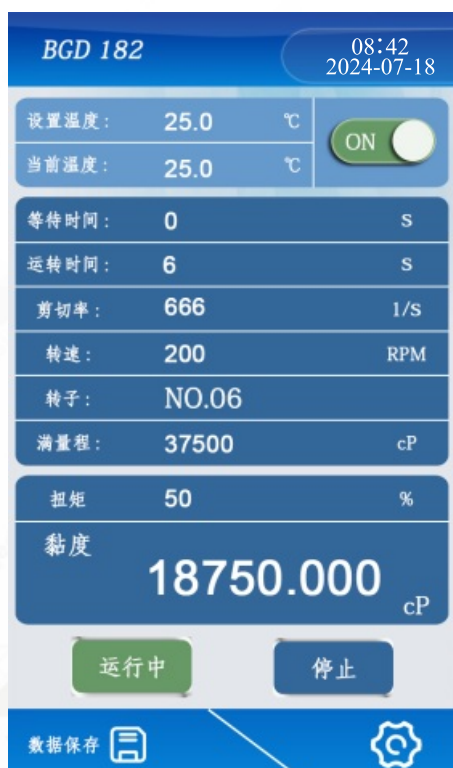 BGD 182
08:42
2024-07-18
设置温度: 25.0 ℃
ON
当前温度: 25.0 ℃
等待时间: 0 S
运转时间: 6 S
剪切率: 666 1/S
转速: 200 RPM
转子: NO.06
满量程: 37500 cP
扭矩 50 %
黏度
18750.000 cP
运行中 停止
数据保存